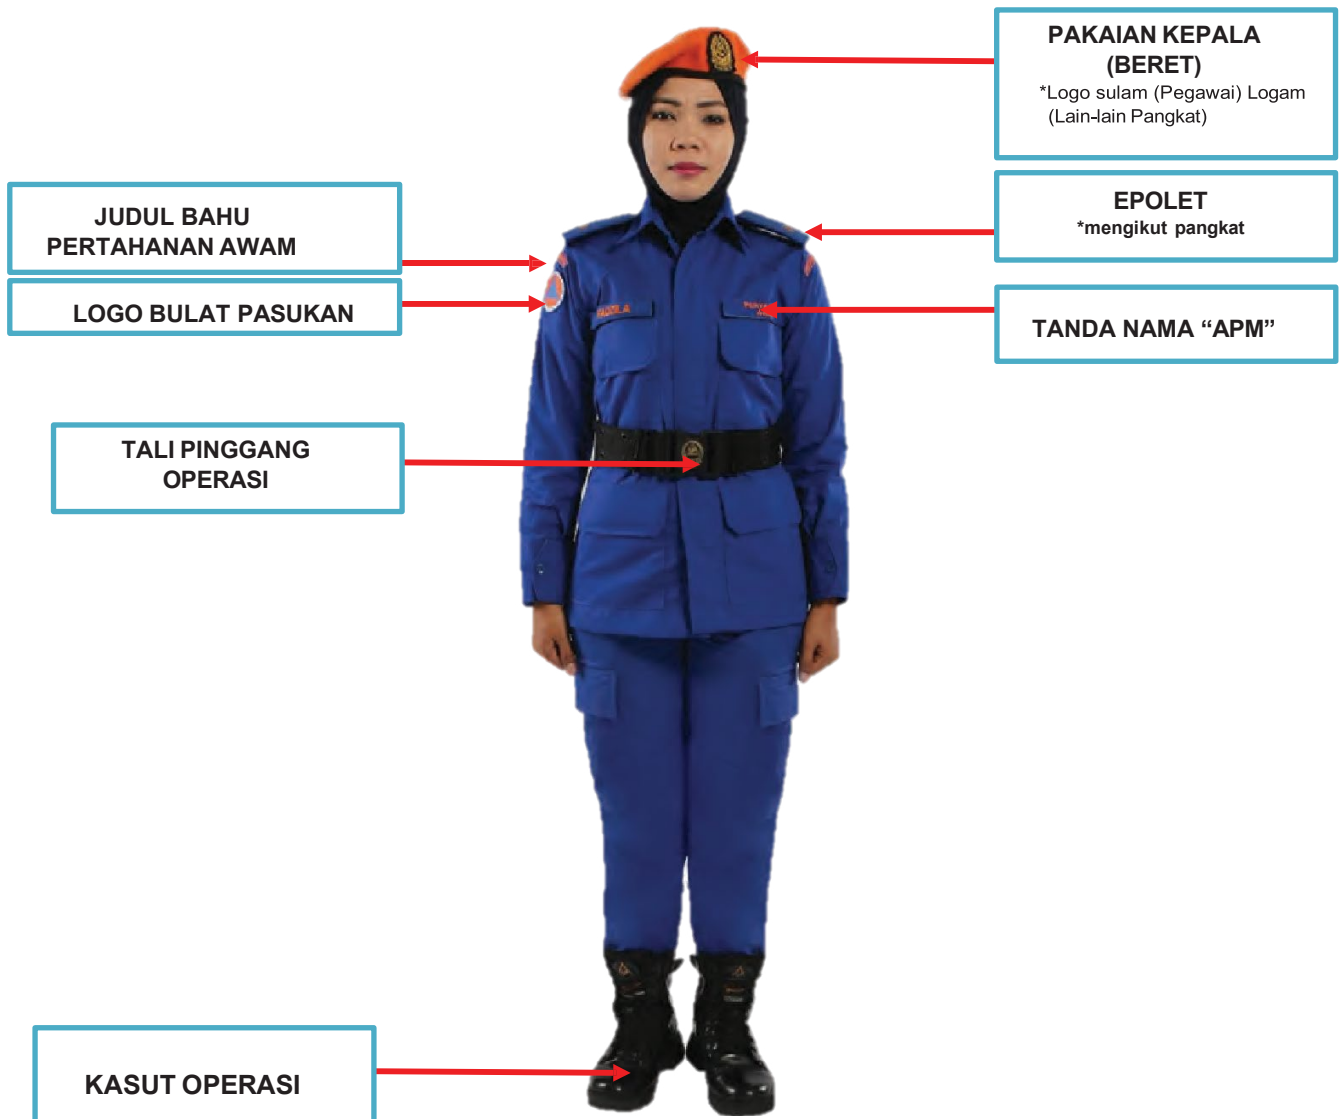 PAKAIAN KEPALA
(BERET)
*Logo sulam (Pegawai) Logam
(Lain-lain Pangkat)
JUDUL BAHU
PERTAHANAN AWAM
EPOLET
*mengikut pangkat
LOGO BULAT PASUKAN
TANDA NAMA “APM”
TALI PINGGANG
OPERASI
KASUT OPERASI